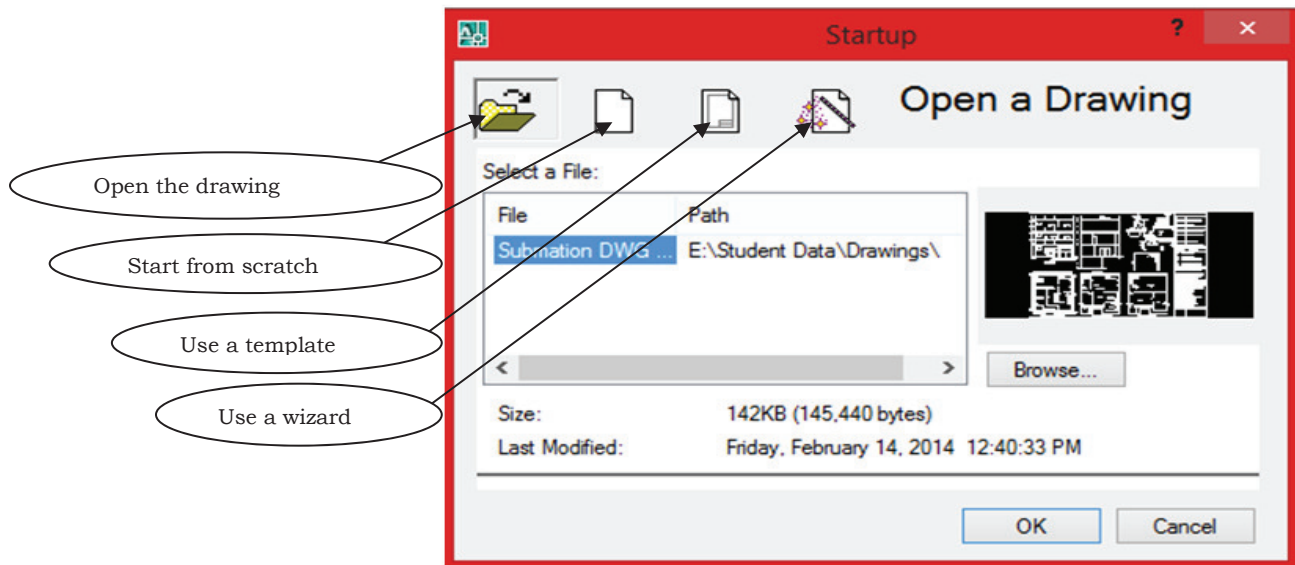 Startup
?
×
Open a Drawing
Open the drawing
Select a File:
File Path
Submation DWG ... E:\Student Data\Drawings\
Start from scratch
Use a template
< > Browse...
Use a wizard
Size: 142KB (145,440 bytes)
Last Modified: Friday, February 14, 2014 12:40:33 PM
OK Cancel